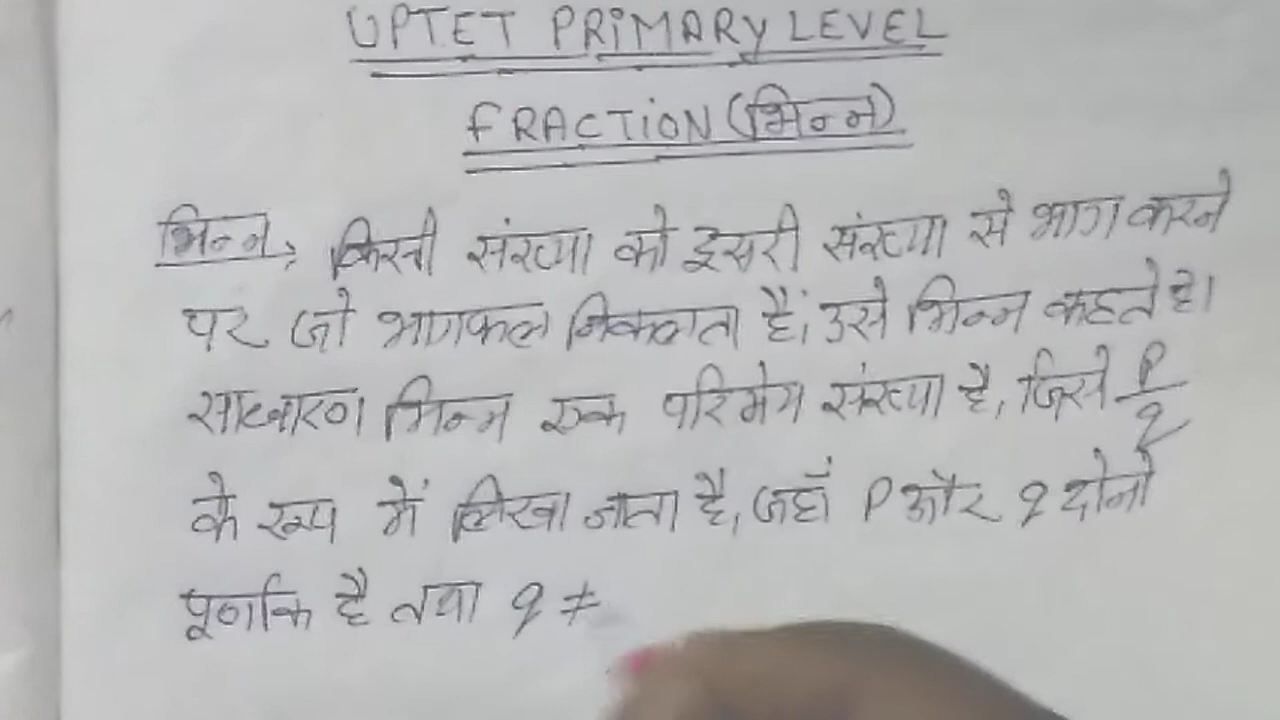 UPTET PRIMARY LEVEL
FRACTION (भिन्न)
भिन्न, किसी संख्या को दूसरी संख्या से भाग करने
पर जो भागफल निकलता है, उसे भिन्न कहते है।
साधारण भिन्न एक परिमेय संख्या है, जिसे P/q
के रूप में लिखा जाता है, जहाँ P और q दोनो
पूर्णांक है तथा q ≠